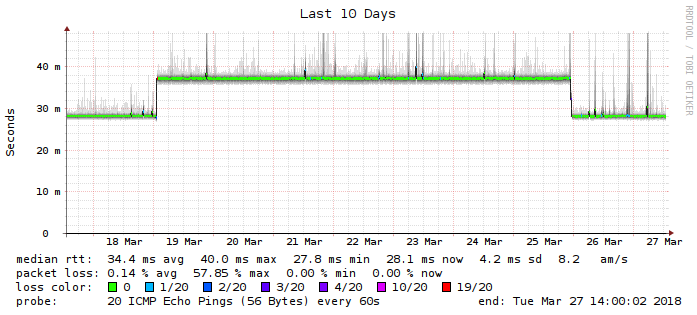 Last 10 Days
RRDTOOL / TOBI OETIKER
Seconds
40 m
30 m
20 m
10 m
0
18 Mar 19 Mar 20 Mar 21 Mar 22 Mar 23 Mar 24 Mar 25 Mar 26 Mar 27 Mar
median rtt: 34.4 ms avg 40.0 ms max 27.8 ms min 28.1 ms now 4.2 ms sd 8.2 am/s
packet loss: 0.14 % avg 57.85 % max 0.00 % min 0.00 % now
loss color: 0 1/20 2/20 3/20 4/20 10/20 19/20
probe: 20 ICMP Echo Pings (56 Bytes) every 60s end: Tue Mar 27 14:00:02 2018